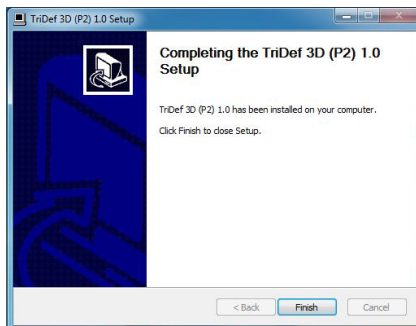 TriDef 3D (P2) 1.0 Setup
Completing the TriDef 3D (P2) 1.0
Setup
TriDef 3D (P2) 1.0 has been installed on your computer.
Click Finish to close Setup.
< Back
Finish
Cancel